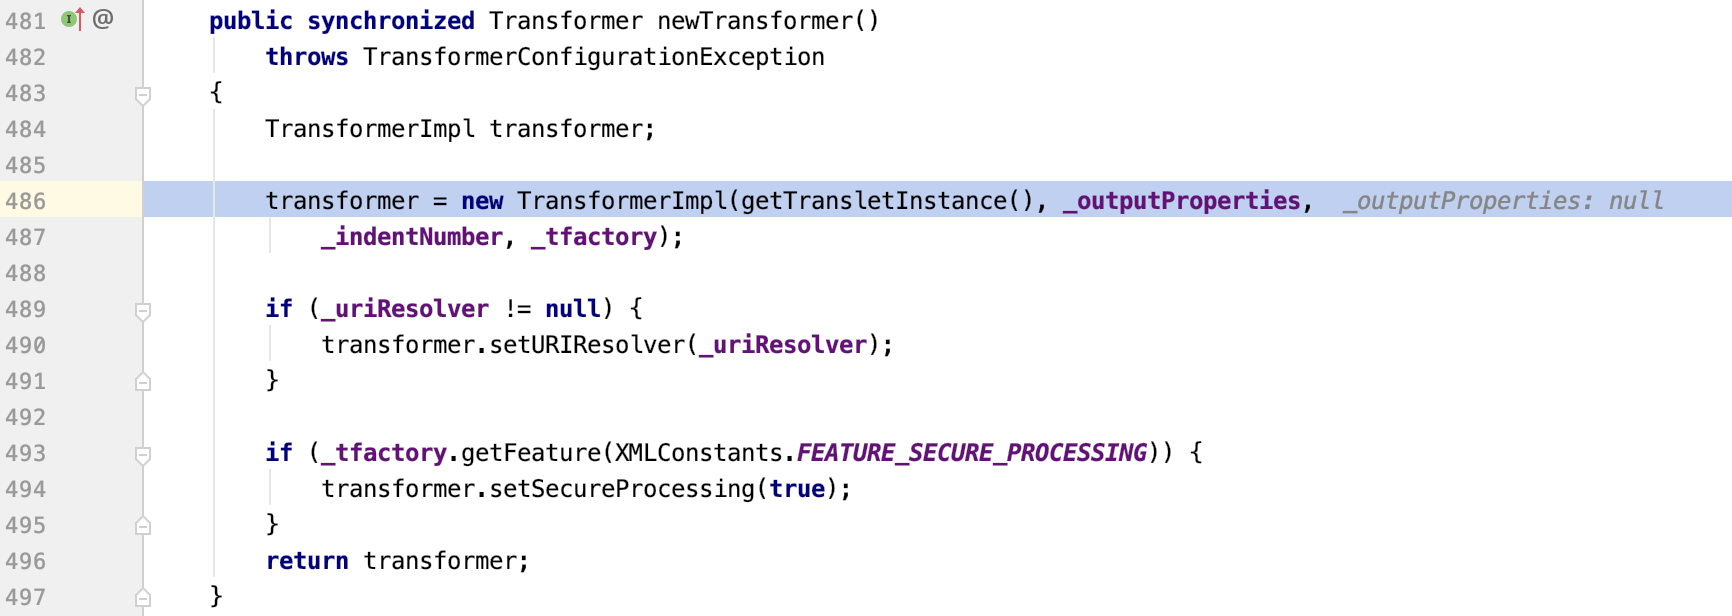 481 @ public synchronized Transformer newTransformer()
482 throws TransformerConfigurationException
483 {
484 TransformerImpl transformer;
485
486 transformer = new TransformerImpl(getTransletInstance(), _outputProperties, _outputProperties: null
487 _indentNumber, _tfactory);
488
489 if (_uriResolver != null) {
490 transformer.setURIResolver(_uriResolver);
491 }
492
493 if (_tfactory.getFeature(XMLConstants.FEATURE_SECURE_PROCESSING)) {
494 transformer.setSecureProcessing(true);
495 }
496 return transformer;
497 }